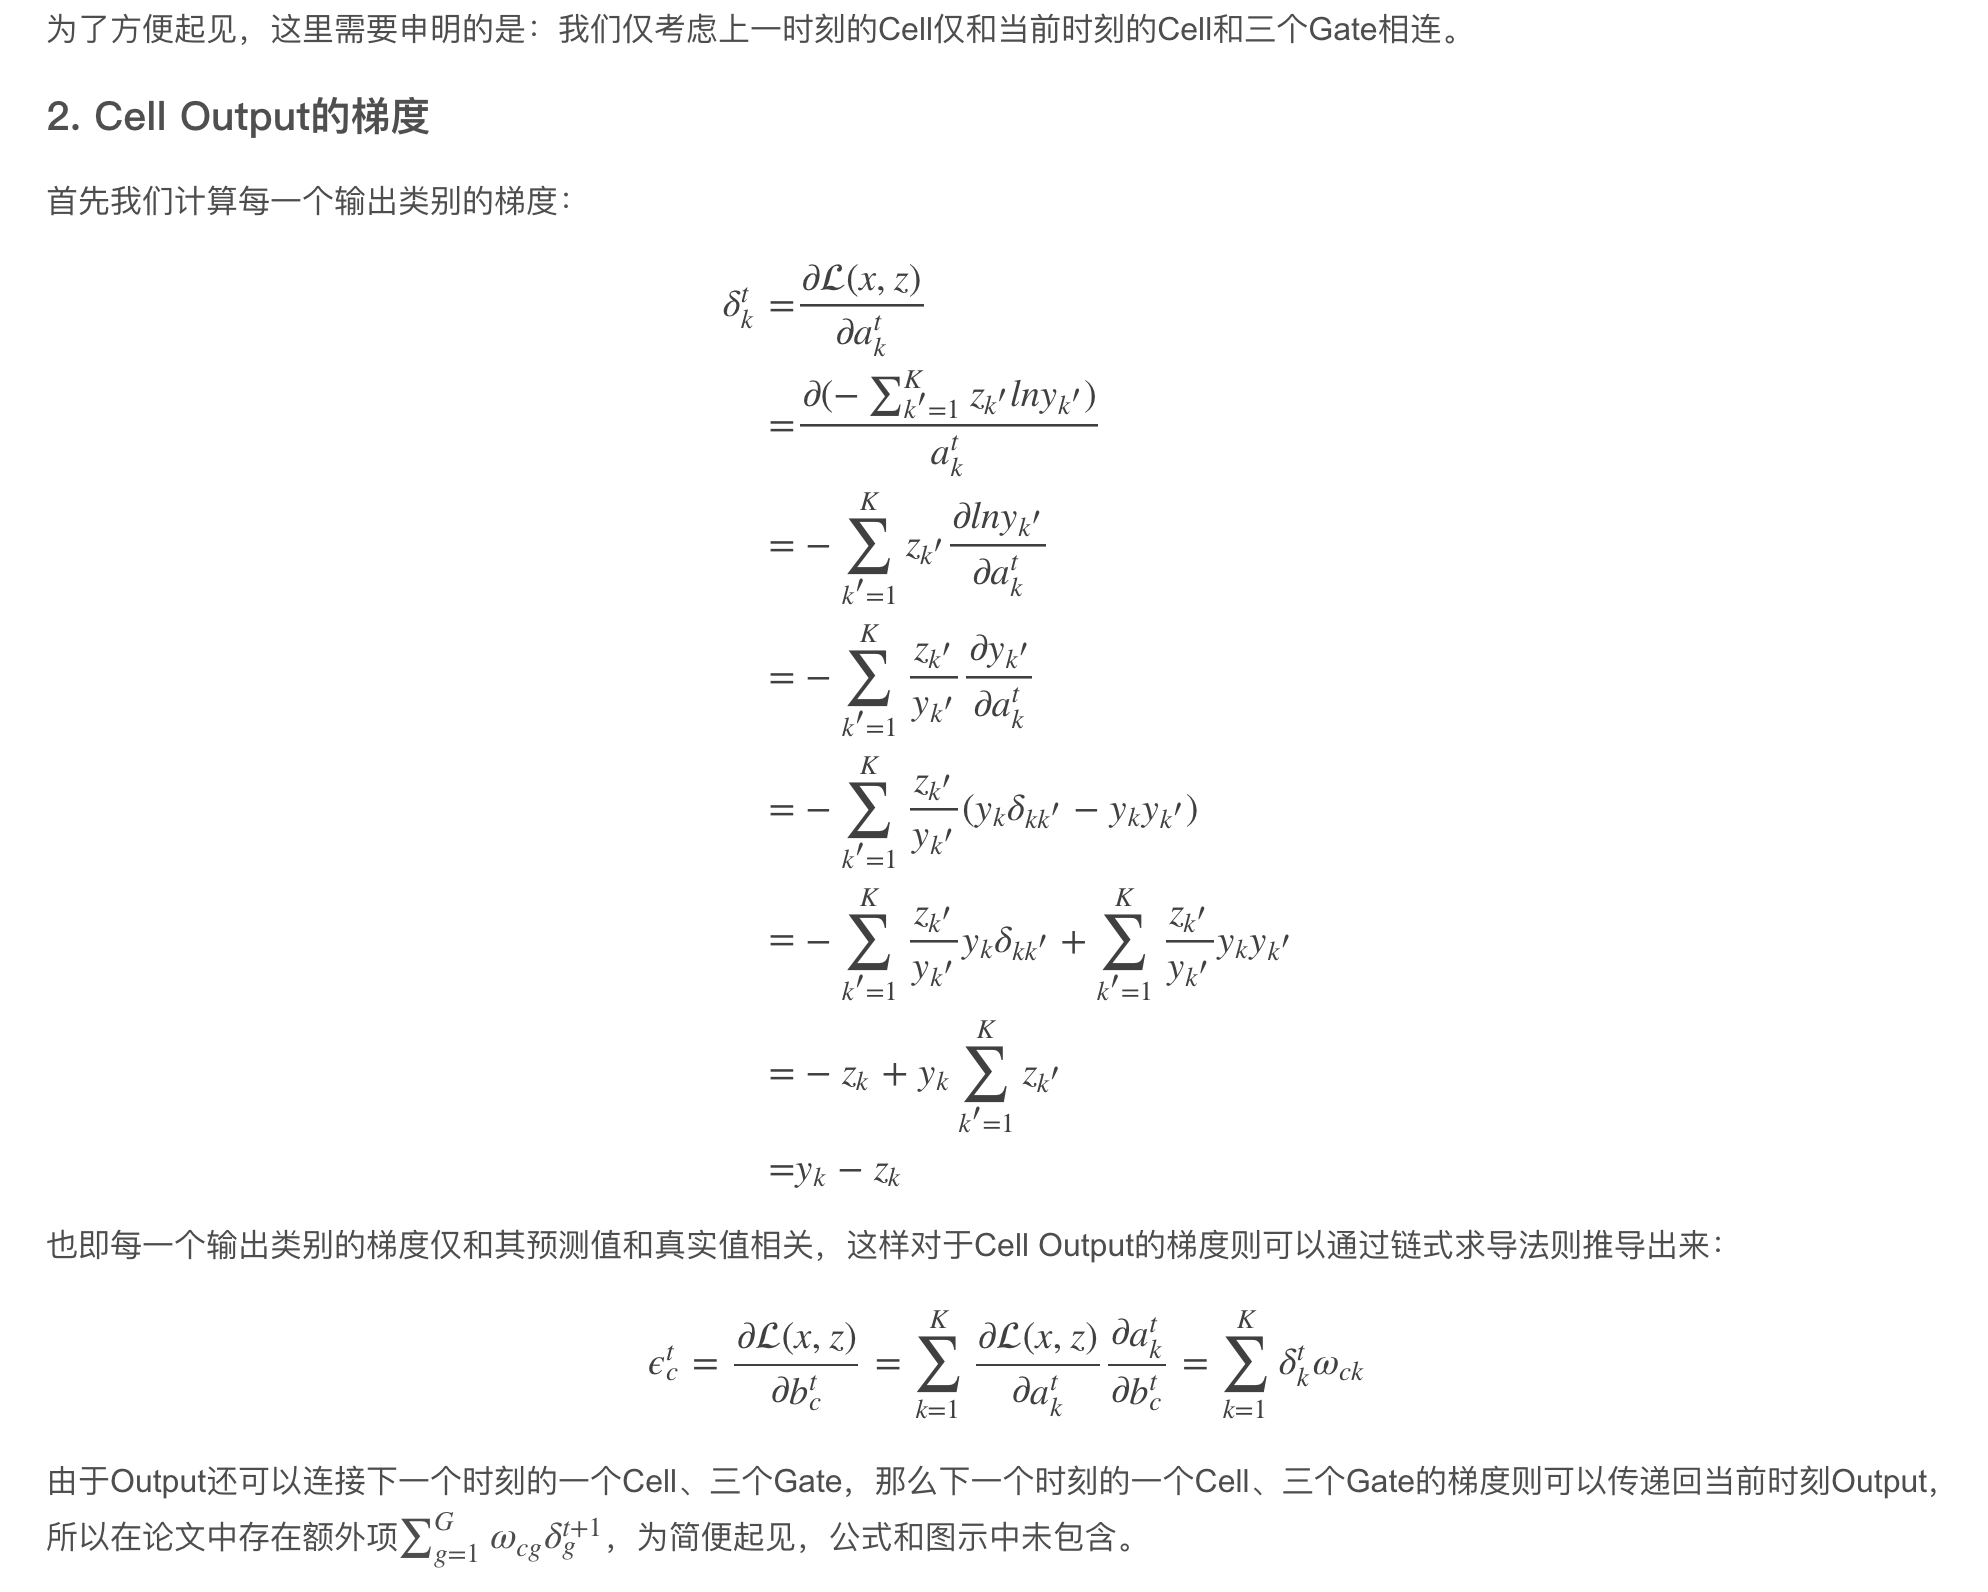 为了方便起见，这里需要申明的是：我们仅考虑上一时刻的Cell仅和当前时刻的Cell和三个Gate相连。
2. Cell Output的梯度
首先我们计算每一个输出类别的梯度：
$\delta_k^t = \frac{\partial \mathcal{L}(x, z)}{\partial a_k^t}$
$= \frac{\partial(-\sum_{k'=1}^{K} z_{k'} ln y_{k'})}{a_k^t}$
$= -\sum_{k'=1}^{K} z_{k'} \frac{\partial ln y_{k'}}{\partial a_k^t}$
$= -\sum_{k'=1}^{K} \frac{z_{k'}}{y_{k'}} \frac{\partial y_{k'}}{\partial a_k^t}$
$= -\sum_{k'=1}^{K} \frac{z_{k'}}{y_{k'}} (y_k \delta_{kk'} - y_k y_{k'})$
$= -\sum_{k'=1}^{K} \frac{z_{k'}}{y_{k'}} y_k \delta_{kk'} + \sum_{k'=1}^{K} \frac{z_{k'}}{y_{k'}} y_k y_{k'}$
$= -z_k + y_k \sum_{k'=1}^{K} z_{k'}$
$= y_k - z_k$
也即每一个输出类别的梯度仅和其预测值和真实值相关，这样对于Cell Output的梯度则可以通过链式求导法则推导出来：
$\epsilon_c^t = \frac{\partial \mathcal{L}(x, z)}{\partial b_c^t} = \sum_{k=1}^{K} \frac{\partial \mathcal{L}(x, z)}{\partial a_k^t} \frac{\partial a_k^t}{\partial b_c^t} = \sum_{k=1}^{K} \delta_k^t \omega_{ck}$
由于Output还可以连接下一个时刻的一个Cell、三个Gate，那么下一个时刻的一个Cell、三个Gate的梯度则可以传递回当前时刻Output，
所以在论文中存在额外项$\sum_{g=1}^{G} \omega_{cg} \delta_g^{t+1}$，为简便起见，公式和图示中未包含。